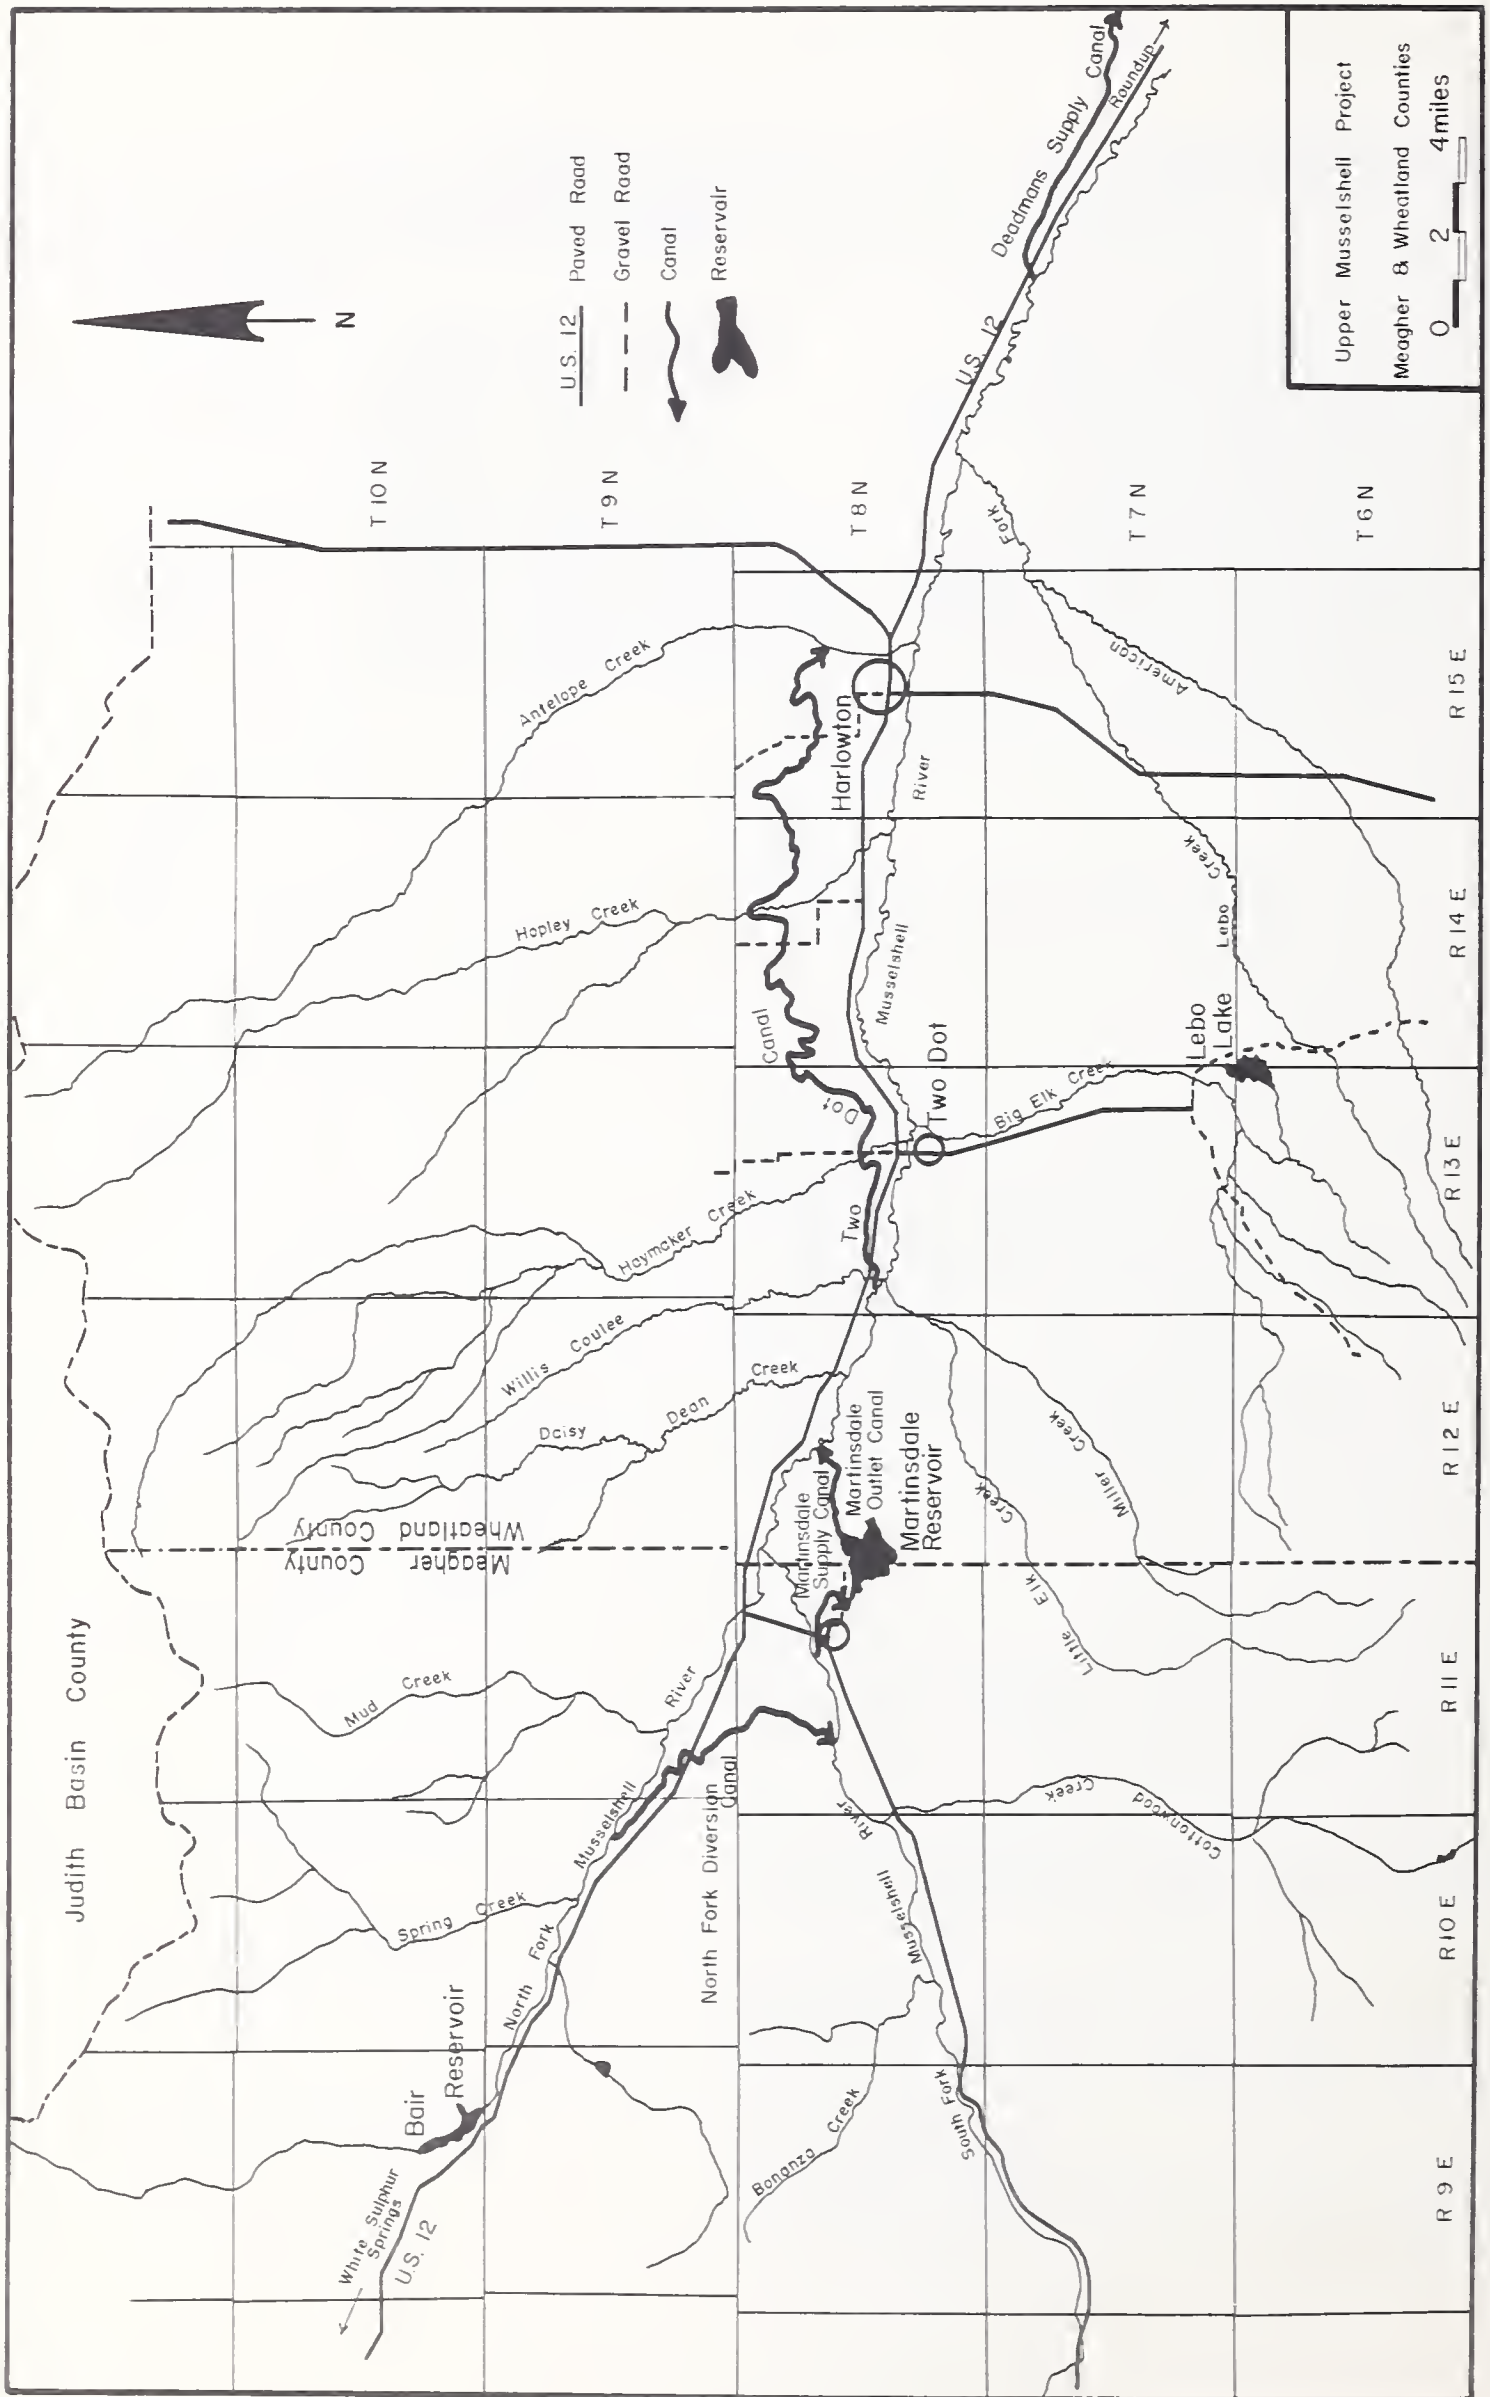 Judith Basin County
White Sulphur
Springs
U.S. 12
Bair
Reservoir
North Fork
Musselshell
River
Spring Creek
Mud Creek
Meagher County
Wheatland County
Daisy Dean Creek
Willis Coulee
Haymaker Creek
Hopley Creek
Antelope Creek
T 10 N
T 9 N
T 8 N
T 7 N
T 6 N
N
U.S. 12 Paved Road
Gravel Road
Canal
Reservoir
North Fork Diversion
Canal
Bonanza Creek
South Fork
Musselshell
River
Cottonwood Creek
Martinsdale
Supply Canal
Martinsdale
Outlet Canal
Martinsdale
Reservoir
Little Elk Creek
Miller Creek
Two Dot Canal
Two Dot
Big Elk Creek
Lebo
Lake
Musselshell River
Harlowton
Lebo Creek
American
Fork
U.S. 12
Deadmans Supply Canal
Roundup
R 9 E
R 10 E
R 11 E
R 12 E
R 13 E
R 14 E
R 15 E
Upper Musselshell Project
Meagher & Wheatland Counties
0 2 4 miles